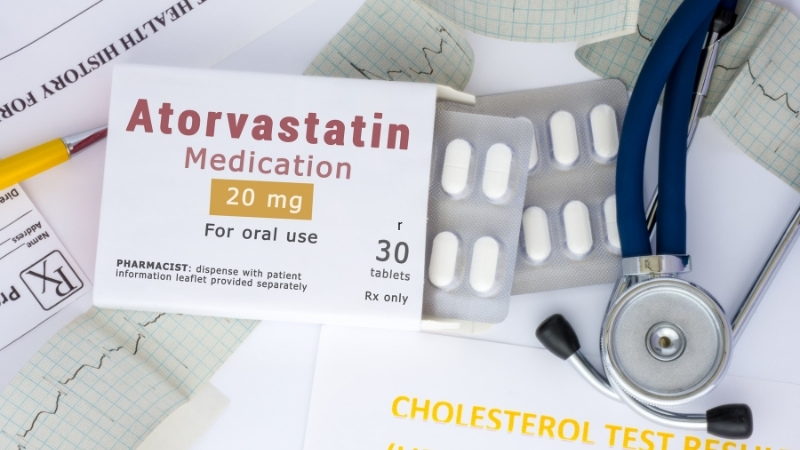 HEALTH HISTORY FOR
Atorvastatin
Medication
20 mg
For oral use
r
30
tablets
Rx only
PHARMACIST: dispense with patient
information leaflet provided separately
Name
Address
Rx
CHOLESTEROL TEST